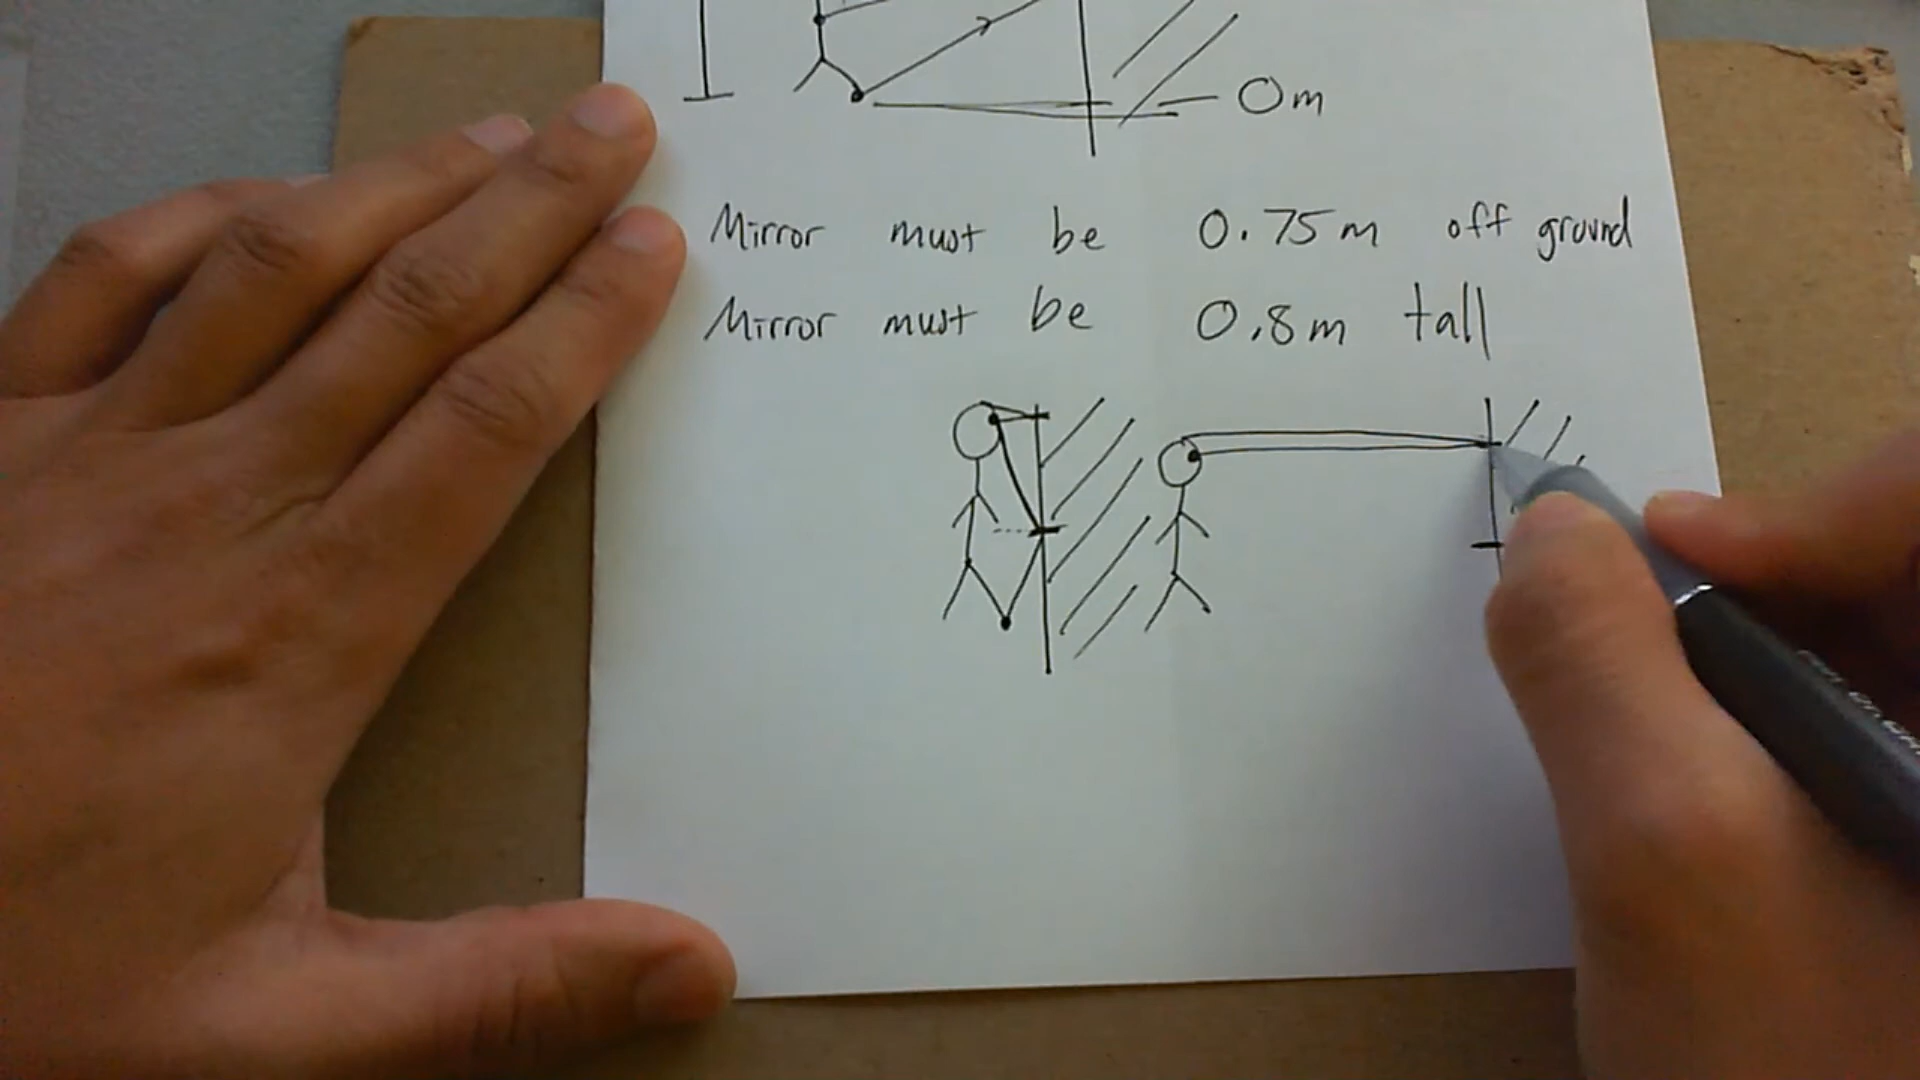 0m
Mirror must be 0.75m off ground
Mirror must be 0.8m tall